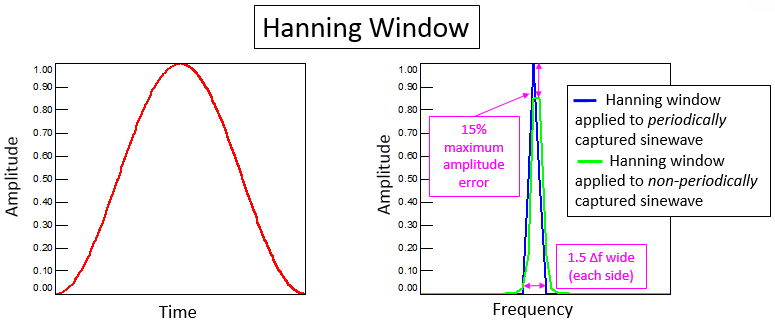 Hanning Window
1.00
0.90
0.80
0.70
0.60
0.50
0.40
0.30
0.20
0.10
0.00
Amplitude
Time
1.00
0.90
0.80
0.70
0.60
0.50
0.40
0.30
0.20
0.10
0.00
Amplitude
Frequency
15%
maximum
amplitude
error
1.5 Δf wide
(each side)
Hanning window
applied to periodically
captured sinewave
Hanning window
applied to non-periodically
captured sinewave